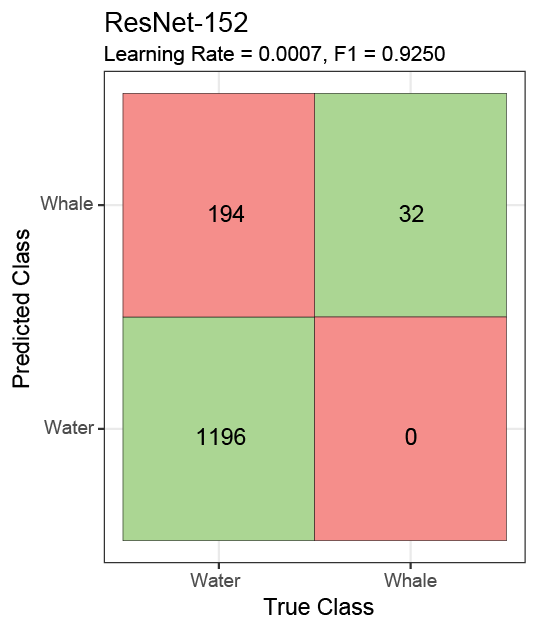 ResNet-152
Learning Rate = 0.0007, F1 = 0.9250
Whale
194
32
Predicted Class
Water
1196
0
Water
Whale
True Class